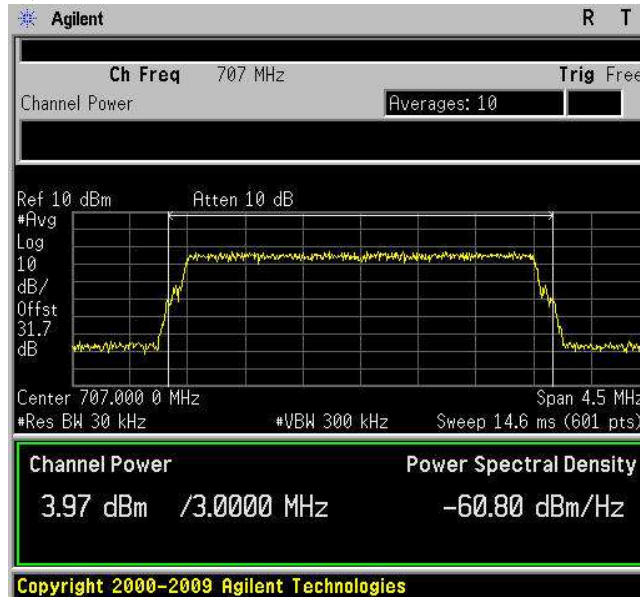 Agilent R T
Ch Freq 707 MHz Trig Free
Channel Power Averages: 10
Ref 10 dBm Atten 10 dB
#Avg
Log
10
dB/
Offst
31.7
dB
Center 707.000 0 MHz Span 4.5 MHz
#Res BW 30 kHz #VBW 300 kHz Sweep 14.6 ms (601 pts)
Channel Power Power Spectral Density
3.97 dBm /3.0000 MHz -60.80 dBm/Hz
Copyright 2000-2009 Agilent Technologies